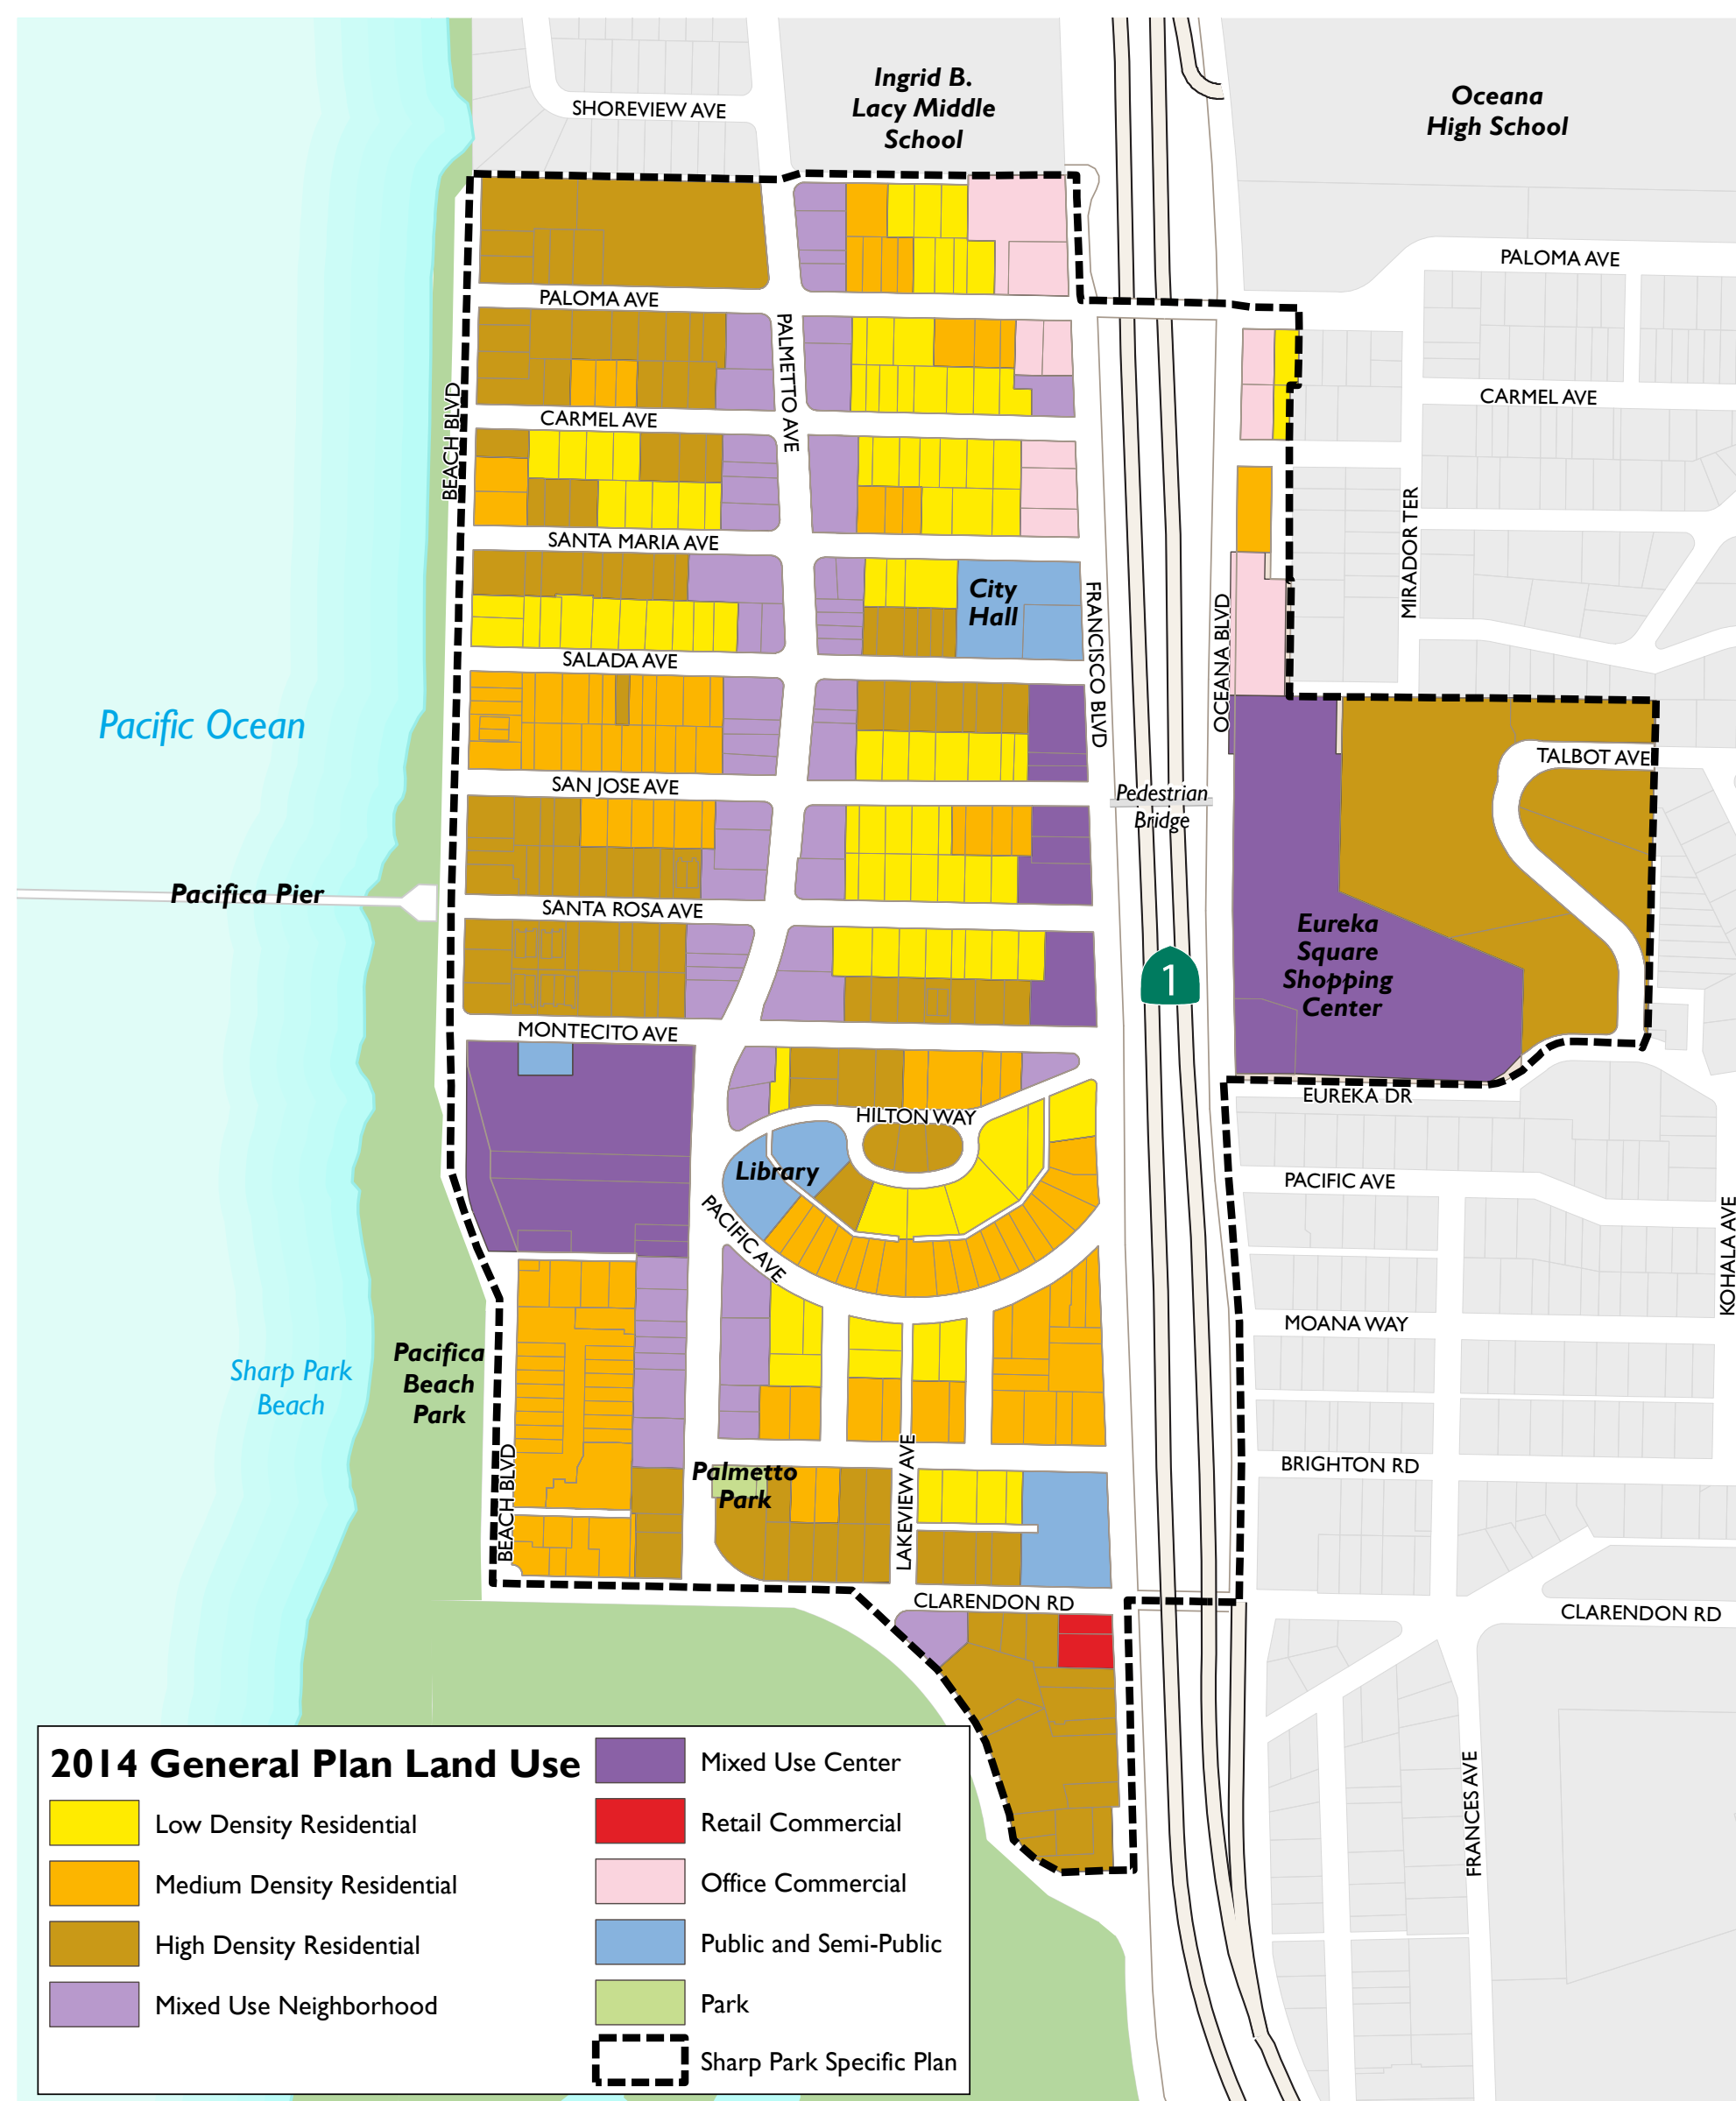 Ingrid B.
Lacy Middle
School
Oceana
High School
SHOREVIEW AVE
PALOMA AVE
PALOMA AVE
PALMETTO AVE
BEACH BLVD
CARMEL AVE
CARMEL AVE
SANTA MARIA AVE
MIRADOR TER
City
Hall
FRANCISCO BLVD
OCEANA BLVD
SALADA AVE
Pacific Ocean
TALBOT AVE
SAN JOSE AVE
Pedestrian
Bridge
Pacifica Pier
SANTA ROSA AVE
Eureka
Square
Shopping
Center
1
MONTECITO AVE
EUREKA DR
HILTON WAY
Library
PACIFIC AVE
PACIFIC AVE
KOHALA AVE
MOANA WAY
Sharp Park
Beach
Pacifica
Beach
Park
BEACH BLVD
Palmetto
Park
LAKEVIEW AVE
BRIGHTON RD
CLARENDON RD
CLARENDON RD
FRANCES AVE
2014 General Plan Land Use
Low Density Residential
Medium Density Residential
High Density Residential
Mixed Use Neighborhood
Mixed Use Center
Retail Commercial
Office Commercial
Public and Semi-Public
Park
Sharp Park Specific Plan